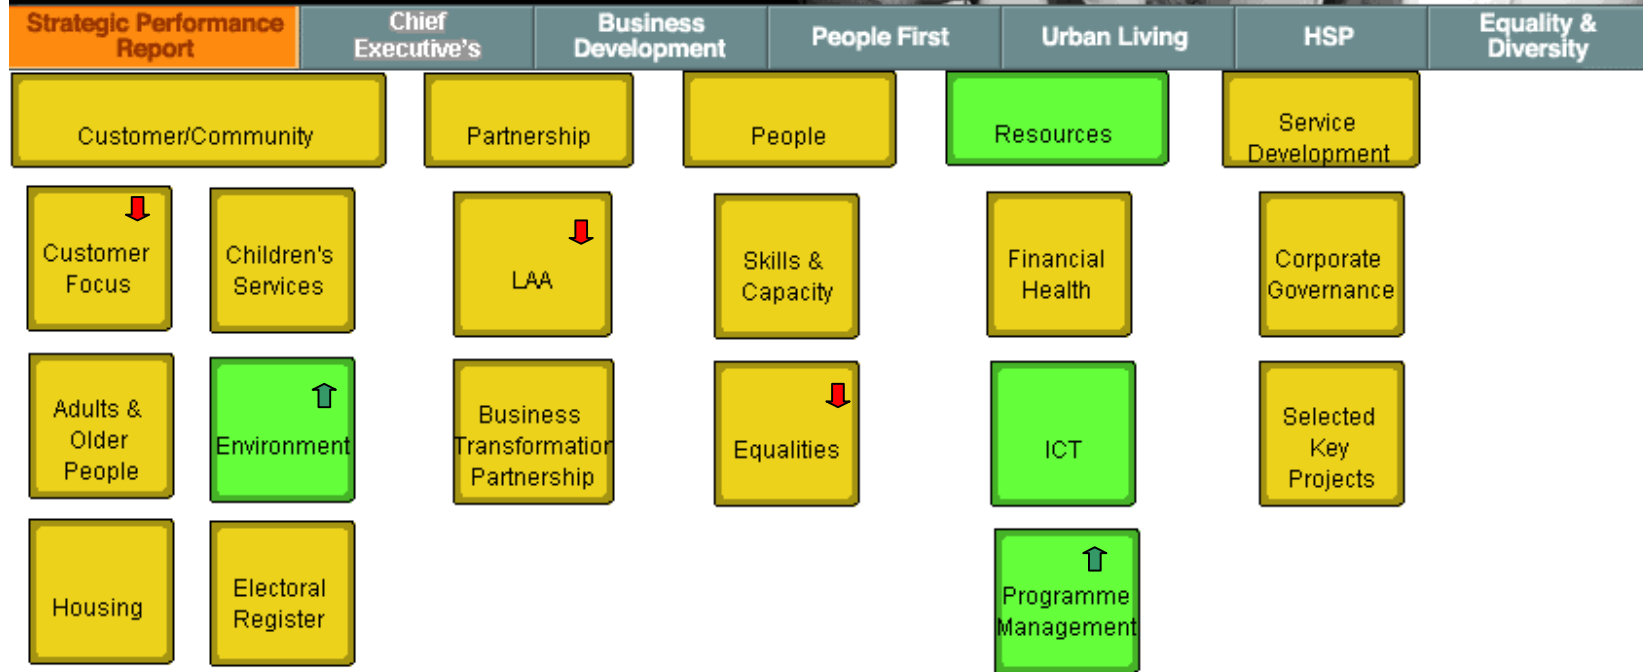 Strategic Performance
Report
Chief
Executive's
Business
Development
People First
Urban Living
HSP
Equality &
Diversity
Customer/Community
Partnership
People
Resources
Service
Development
Customer
Focus
Children's
Services
LAA
Skills &
Capacity
Financial
Health
Corporate
Governance
Adults &
Older
People
Environment
Business
Transformation
Partnership
Equalities
ICT
Selected
Key
Projects
Housing
Electoral
Register
Programme
Management